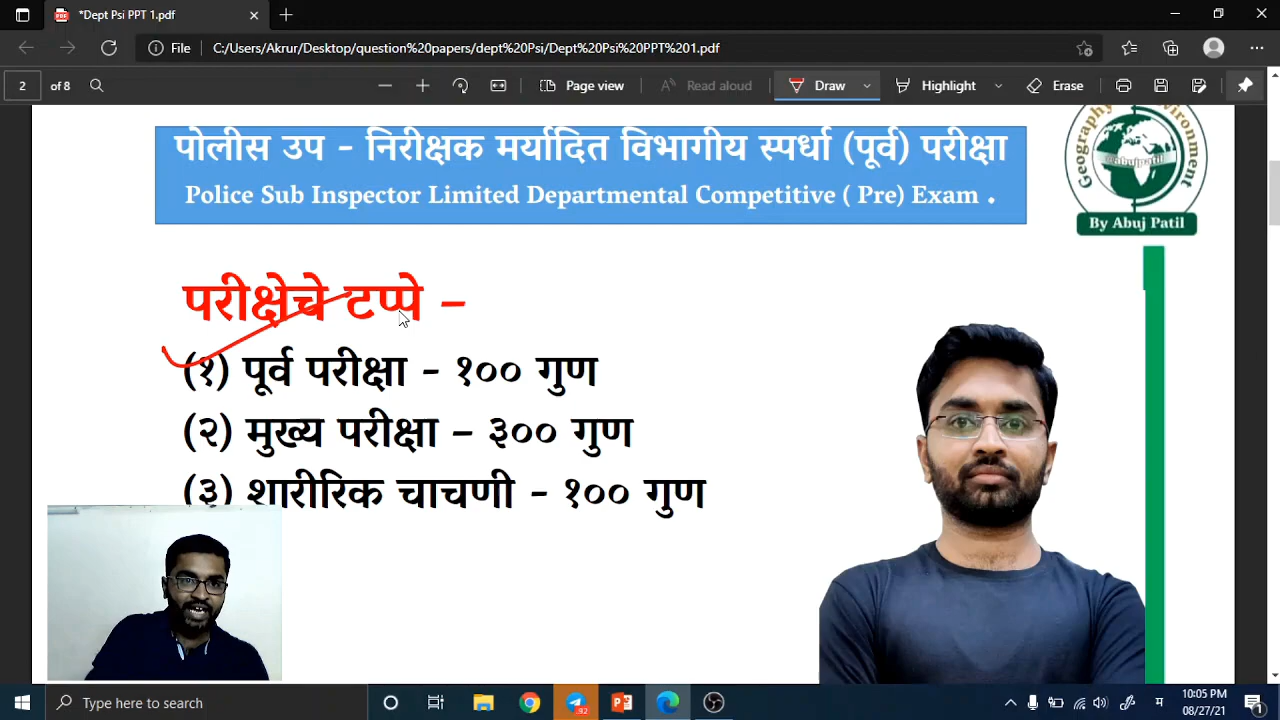 *Dept Psi PPT 1.pdf
File
C:/Users/Akrur/Desktop/question%20papers/dept%20Psi/Dept%20Psi%20PPT%201.pdf
2 of 8
Page view
Read aloud
Draw
Highlight
Erase
पोलीस उप - निरीक्षक मर्यादित विभागीय स्पर्धा (पूर्व) परीक्षा
Police Sub Inspector Limited Departmental Competitive ( Pre) Exam .
Geography Environment
Abujpatil
By Abuj Patil
परीक्षेचे टप्पे –
(१) पूर्व परीक्षा - १०० गुण
(२) मुख्य परीक्षा – ३०० गुण
(३) शारीरिक चाचणी - १०० गुण
Type here to search
92
म
10:05 PM
08/27/21
1